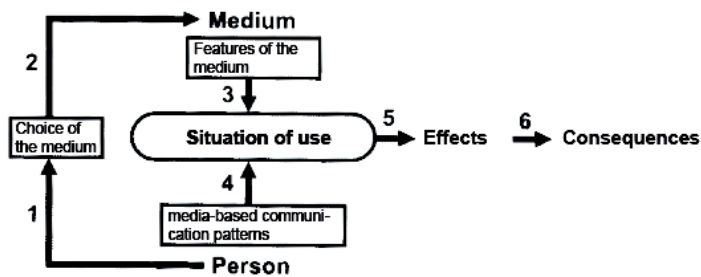 Medium
2
Features of the
medium
3
Choice of
the medium
Situation of use
5
Effects
6
Consequences
4
1
media-based communi-
cation patterns
Person